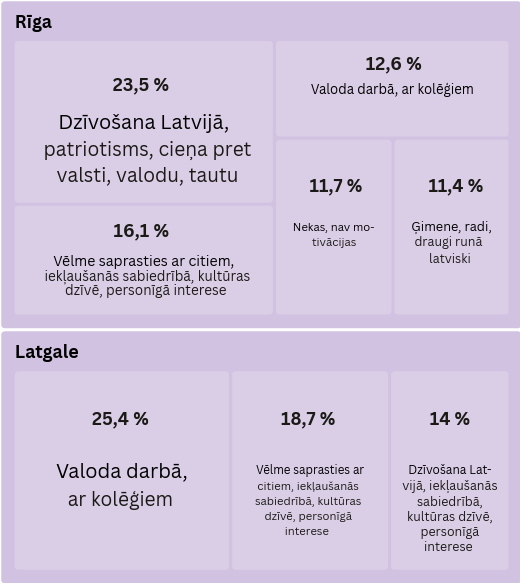 Rīga
23,5 %
Dzīvošana Latvijā,
patriotisms, cieņa pret
valsti, valodu, tautu
12,6 %
Valoda darbā, ar kolēģiem
16,1 %
Vēlme saprasties ar citiem,
iekļaušanās sabiedrībā, kultūras
dzīvē, personīgā interese
11,7 %
Nekas, nav mo-
tivācijas
11,4 %
Ģimene, radi,
draugi runā
latviski
Latgale
25,4 %
Valoda darbā,
ar kolēģiem
18,7 %
Vēlme saprasties ar
citiem, iekļaušanās
sabiedrībā, kultūras
dzīvē, personīgā
interese
14 %
Dzīvošana Lat-
vijā, iekļaušanās
sabiedrībā,
kultūras dzīvē,
personīgā
interese